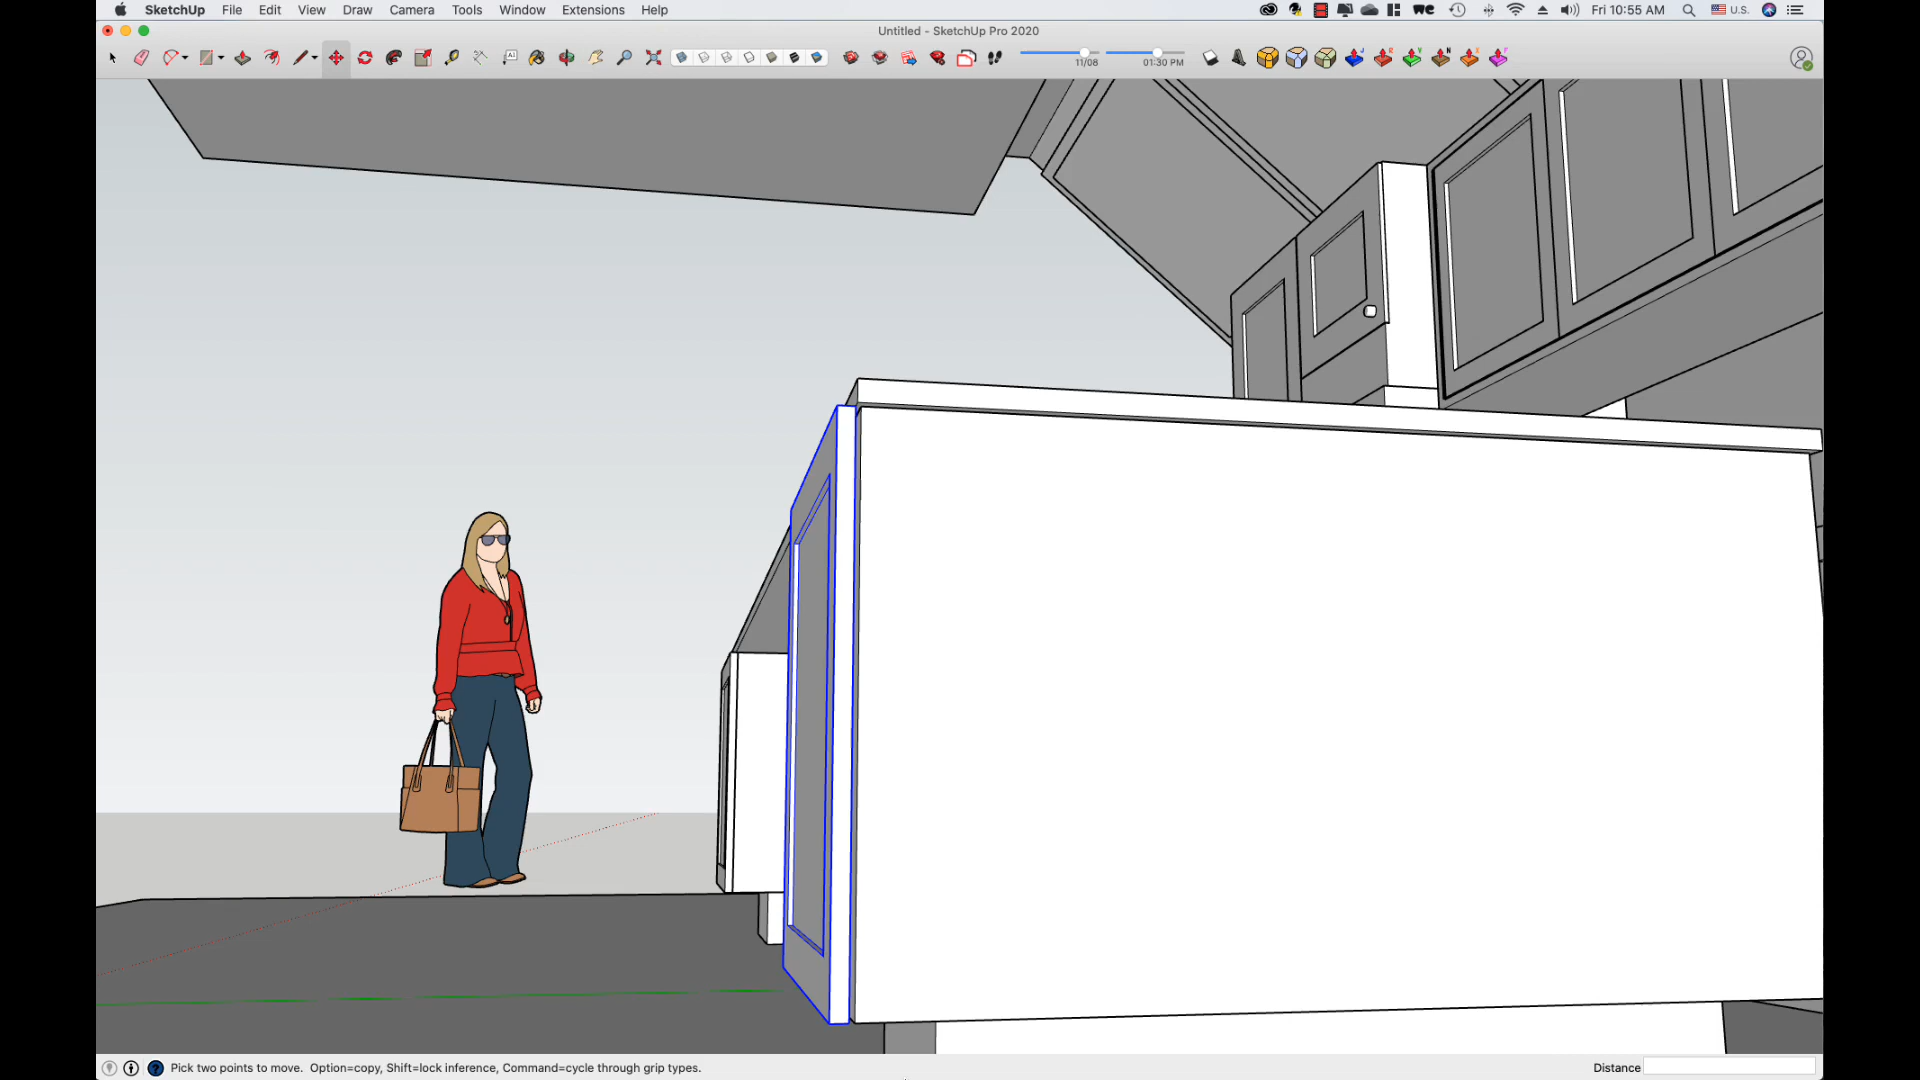 SketchUp File Edit View Draw Camera Tools Window Extensions Help
U.S. Fri 10:55 AM
Untitled - SketchUp Pro 2020
11/08 01:30 PM
Pick two points to move. Option=copy, Shift=lock inference, Command=cycle through grip types.
Distance